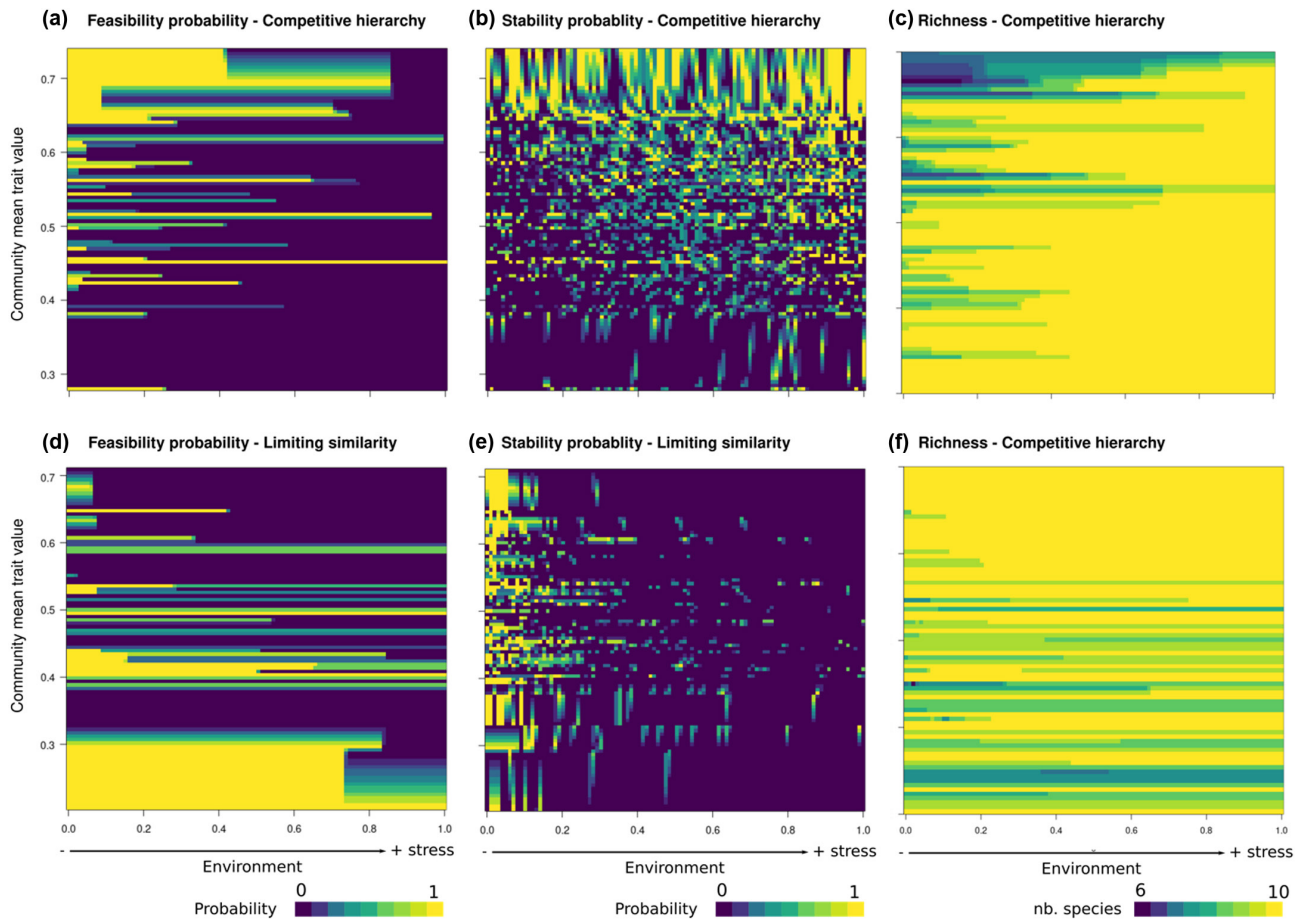 (a) Feasibility probability - Competitive hierarchy
(b) Stability probablity - Competitive hierarchy
(c) Richness - Competitive hierarchy
Community mean trait value
0.7
0.6
0.5
0.4
0.3
(d) Feasibility probability - Limiting similarity
(e) Stability probablity - Limiting similarity
(f) Richness - Competitive hierarchy
Community mean trait value
0.7
0.6
0.5
0.4
0.3
0.0 0.2 0.4 0.6 0.8 1.0
0.0 0.2 0.4 0.6 0.8 1.0
0.0 0.2 0.4 0.6 0.8 1.0
- + stress
Environment
- + stress
Environment
- + stress
Environment
0 1
Probability
0 1
Probability
6 10
nb. species